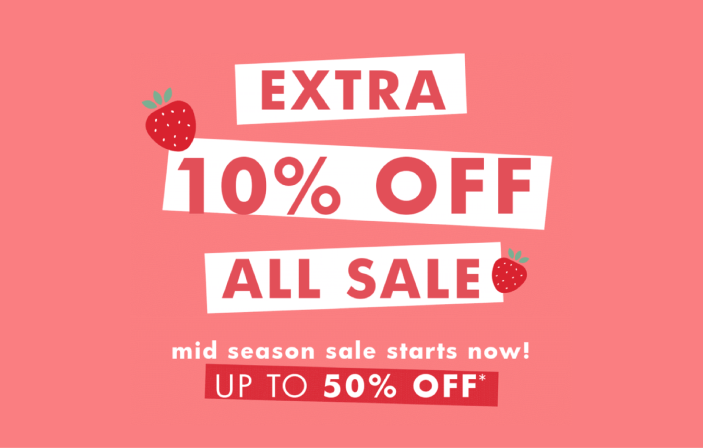 EXTRA
10% OFF
ALL SALE
mid season sale starts now!
UP TO 50% OFF*